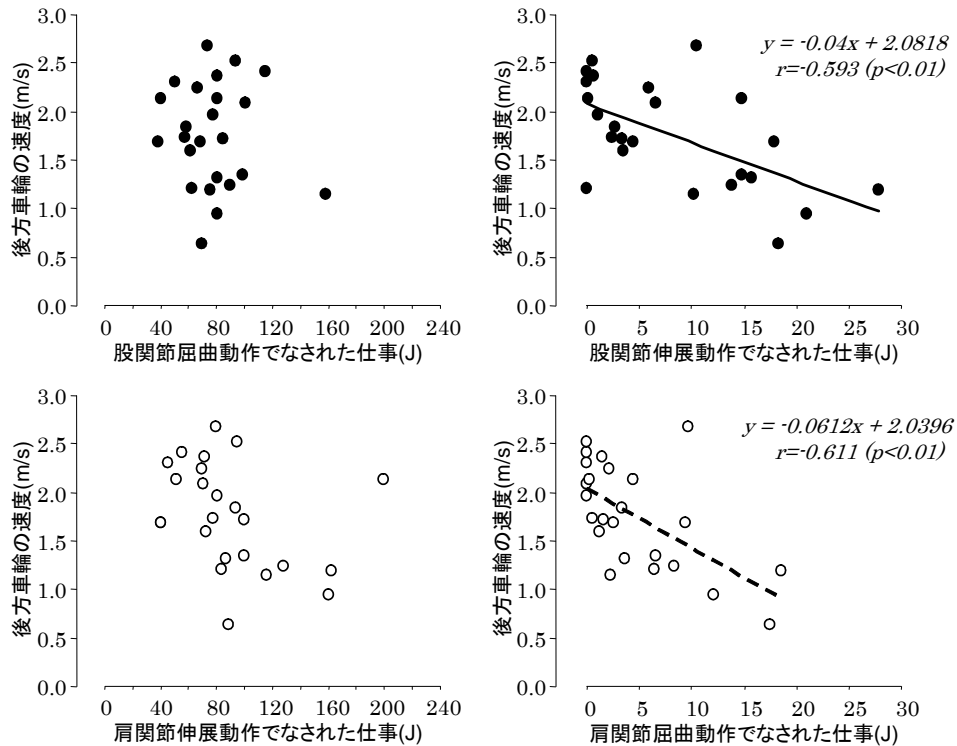 3.0
2.5
2.0
1.5
1.0
0.5
0.0
後方車輪の速度(m/s)
0 40 80 120 160 200 240
股関節屈曲動作でなされた仕事(J)
3.0
2.5
2.0
1.5
1.0
0.5
0.0
後方車輪の速度(m/s)
y = -0.04x + 2.0818
r=-0.593 (p<0.01)
0 5 10 15 20 25 30
股関節伸展動作でなされた仕事(J)
3.0
2.5
2.0
1.5
1.0
0.5
0.0
後方車輪の速度(m/s)
0 40 80 120 160 200 240
肩関節伸展動作でなされた仕事(J)
3.0
2.5
2.0
1.5
1.0
0.5
0.0
後方車輪の速度(m/s)
y = -0.0612x + 2.0396
r=-0.611 (p<0.01)
0 5 10 15 20 25 30
肩関節屈曲動作でなされた仕事(J)